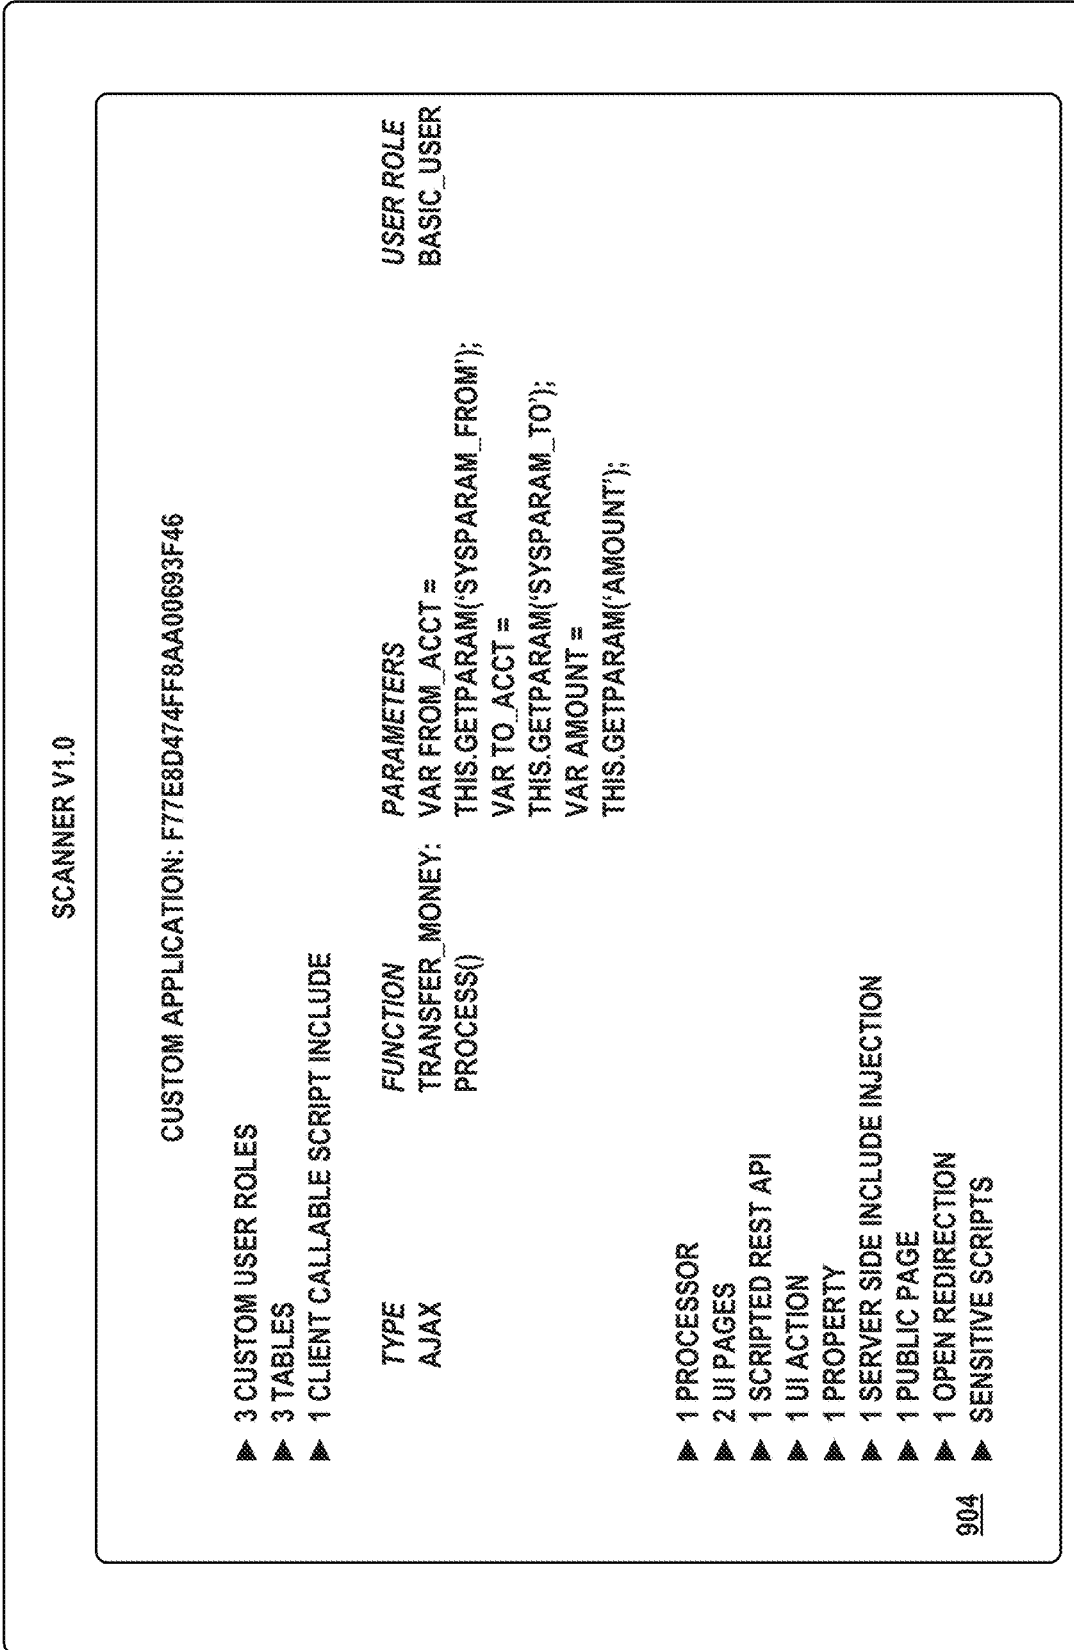 SCANNER V1.0
CUSTOM APPLICATION: F77E8D474FF8AA00693F46
▶ 3 CUSTOM USER ROLES
▶ 3 TABLES
▶ 1 CLIENT CALLABLE SCRIPT INCLUDE
TYPE FUNCTION PARAMETERS USER ROLE
AJAX TRANSFER_MONEY: VAR FROM_ACCT = BASIC_USER
PROCESS() THIS.GETPARAM('SYSPARAM_FROM');
VAR TO_ACCT =
THIS.GETPARAM('SYSPARAM_TO');
VAR AMOUNT =
THIS.GETPARAM('AMOUNT');
▶ 1 PROCESSOR
▶ 2 UI PAGES
▶ 1 SCRIPTED REST API
▶ 1 UI ACTION
▶ 1 PROPERTY
▶ 1 SERVER SIDE INCLUDE INJECTION
▶ 1 PUBLIC PAGE
▶ 1 OPEN REDIRECTION
▶ SENSITIVE SCRIPTS
904